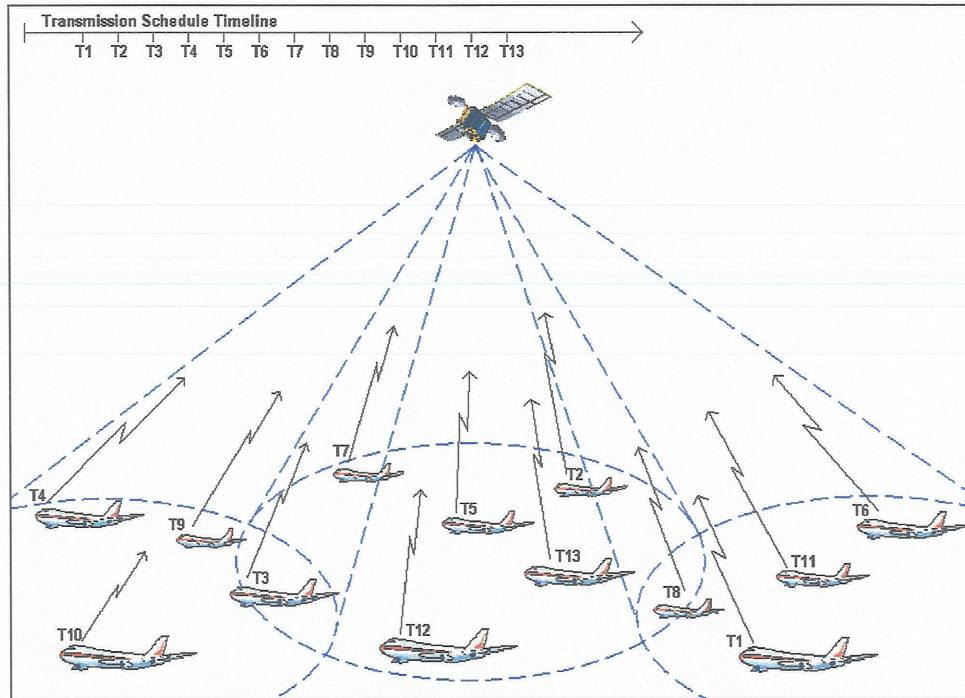 Transmission Schedule Timeline
T1 T2 T3 T4 T5 T6 T7 T8 T9 T10 T11 T12 T13
T7
T2
T4
T5
T6
T9
T13
T11
T3
T8
T10
T12
T1